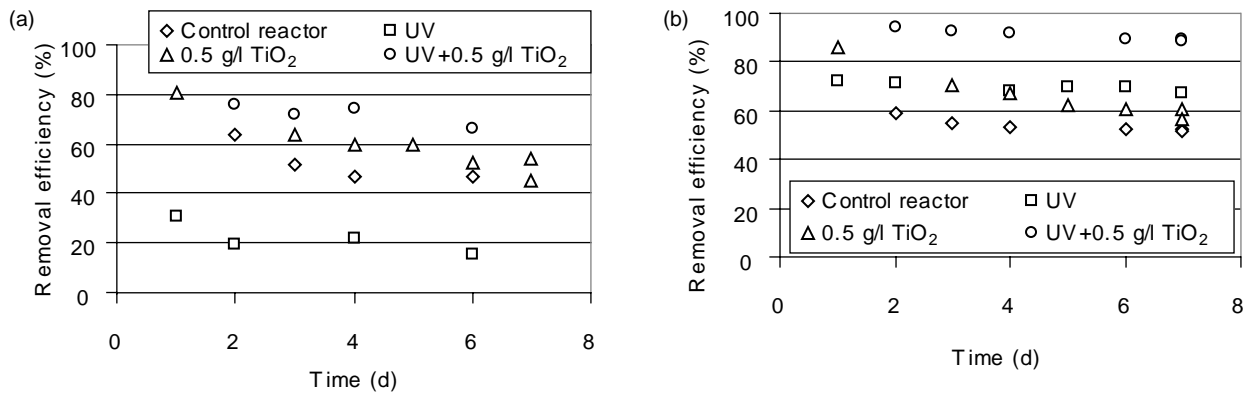 (a)
Control reactor
UV
0.5 g/l TiO2
UV+0.5 g/l TiO2
Removal efficiency (%)
100
80
60
40
20
0
0 2 4 6 8
Time (d)
(b)
Removal efficiency (%)
100
80
60
40
60
0
Control reactor
UV
0.5 g/l TiO2
UV+0.5 g/l TiO2
0 2 4 6 8
Time (d)